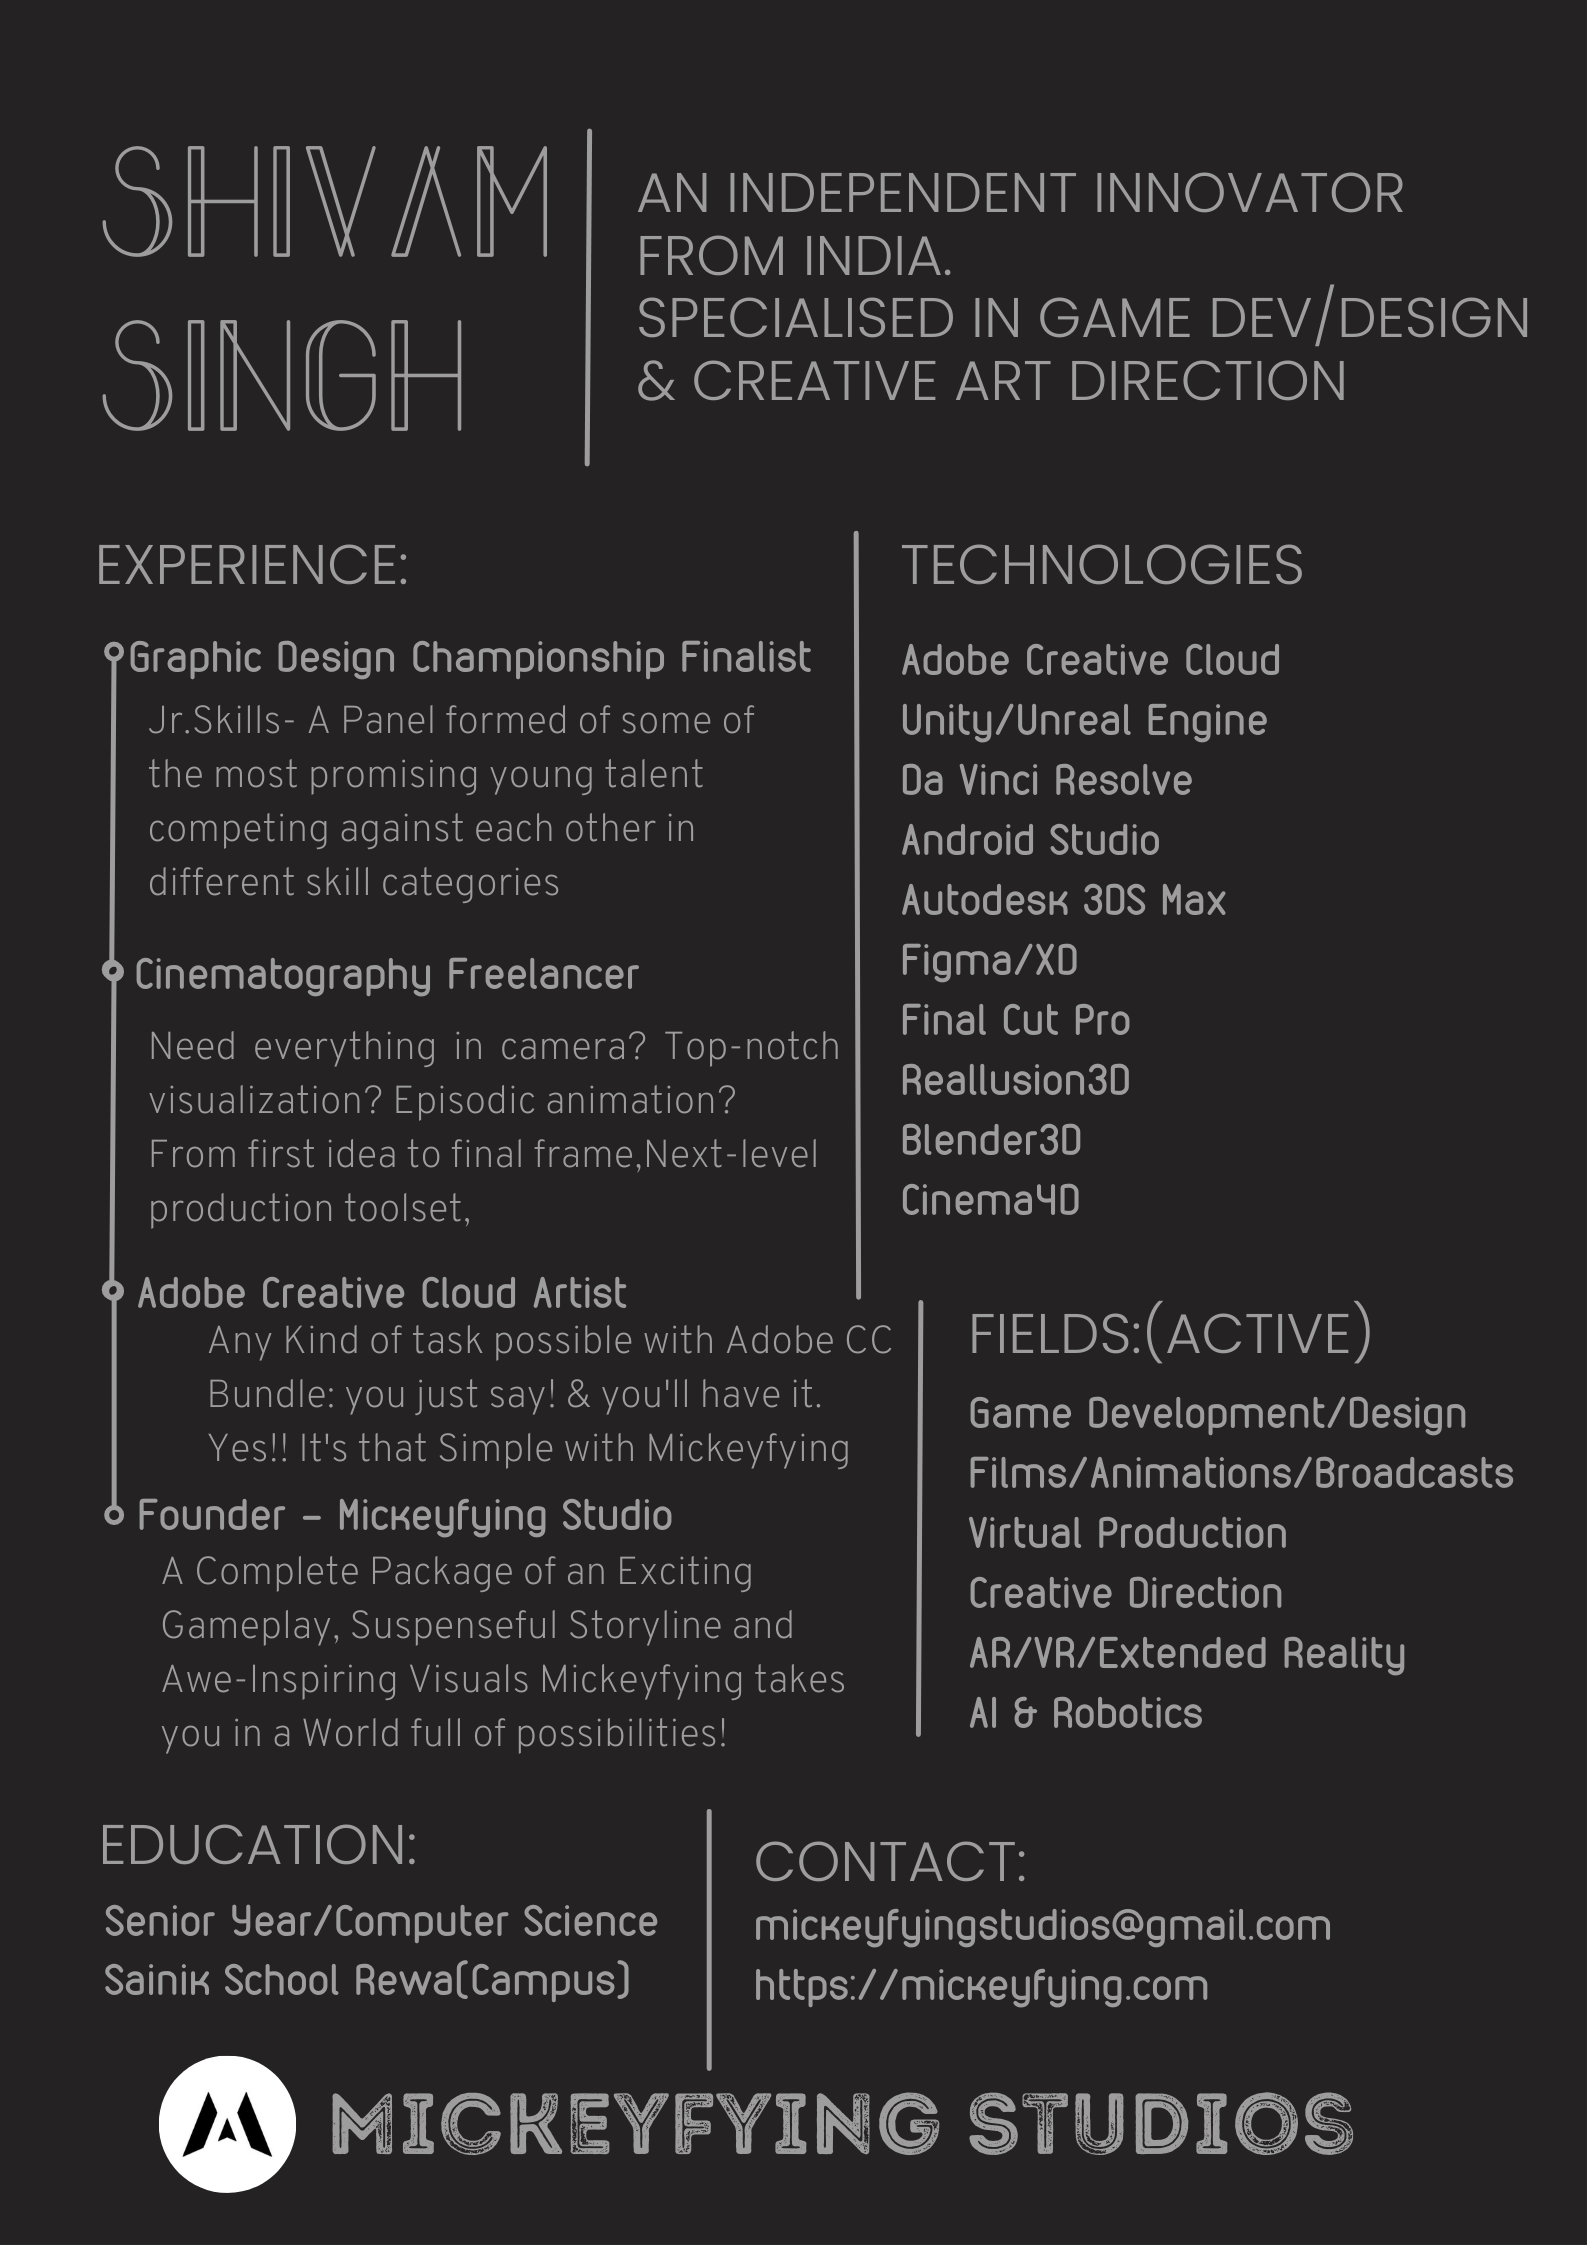 SHIVAM
SINGH
AN INDEPENDENT INNOVATOR
FROM INDIA.
SPECIALISED IN GAME DEV/DESIGN
& CREATIVE ART DIRECTION
EXPERIENCE:
Graphic Design Championship Finalist
Jr.Skills- A Panel formed of some of
the most promising young talent
competing against each other in
different skill categories
Cinematography Freelancer
Need everything in camera? Top-notch
visualization? Episodic animation?
From first idea to final frame,Next-level
production toolset,
Adobe Creative Cloud Artist
Any Kind of task possible with Adobe CC
Bundle: you just say! & you'll have it.
Yes!! It's that Simple with Mickeyfying
Founder - Mickeyfying Studio
A Complete Package of an Exciting
Gameplay, Suspenseful Storyline and
Awe-Inspiring Visuals Mickeyfying takes
you in a World full of possibilities!
TECHNOLOGIES
Adobe Creative Cloud
Unity/Unreal Engine
Da Vinci Resolve
Android Studio
Autodesk 3DS Max
Figma/XD
Final Cut Pro
Reallusion3D
Blender3D
Cinema4D
FIELDS:(ACTIVE)
Game Development/Design
Films/Animations/Broadcasts
Virtual Production
Creative Direction
AR/VR/Extended Reality
AI & Robotics
EDUCATION:
Senior Year/Computer Science
Sainik School Rewa(Campus)
CONTACT:
mickeyfyingstudios@gmail.com
https://mickeyfying.com
MICKEYFYING STUDIOS